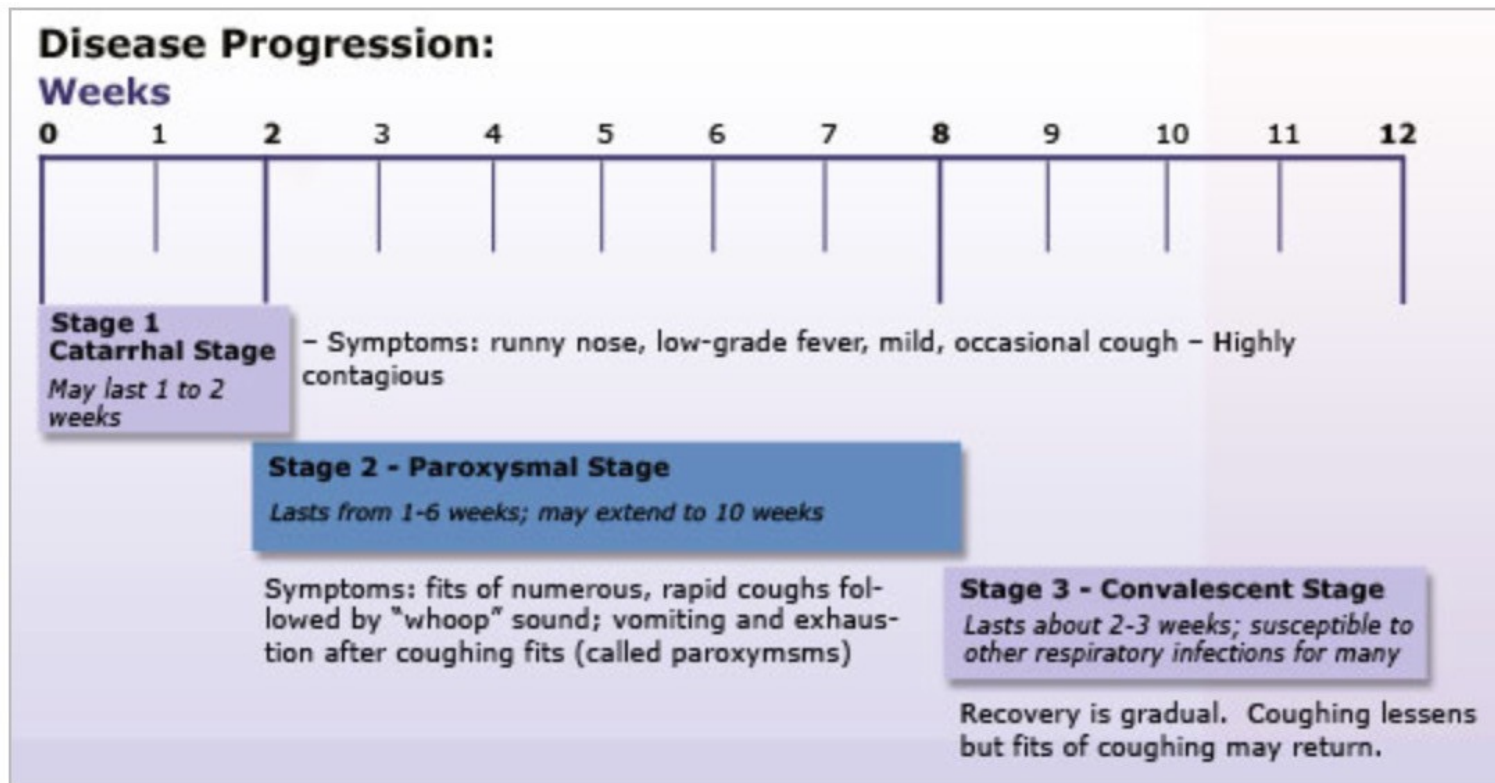 Disease Progression:
Weeks
0 1 2 3 4 5 6 7 8 9 10 11 12
Stage 1
Catarrhal Stage
May last 1 to 2
weeks
– Symptoms: runny nose, low-grade fever, mild, occasional cough – Highly
contagious
Stage 2 - Paroxysmal Stage
Lasts from 1-6 weeks; may extend to 10 weeks
Symptoms: fits of numerous, rapid coughs fol-
lowed by “whoop” sound; vomiting and exhaus-
tion after coughing fits (called paroxymsms)
Stage 3 - Convalescent Stage
Lasts about 2-3 weeks; susceptible to
other respiratory infections for many
Recovery is gradual. Coughing lessens
but fits of coughing may return.